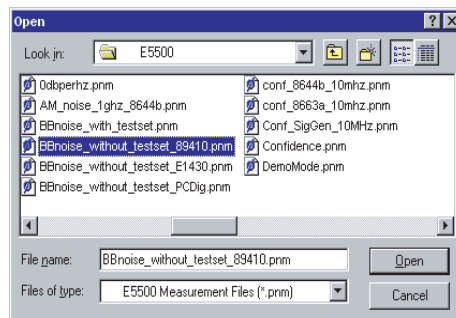 Open
Look in: E5500
0dbperhz.pnm
AM_noise_1ghz_8644b.pnm
BBnoise_with_testset.pnm
BBnoise_without_testset_89410.pnm
BBnoise_without_testset_E1430.pnm
BBnoise_without_testset_PCDig.pnm
conf_8644b_10mhz.pnm
conf_8663a_10mhz.pnm
Conf_SigGen_10MHz.pnm
Confidence.pnm
DemoMode.pnm
File name: BBnoise_without_testset_89410.pnm Open
Files of type: E5500 Measurement Files (*.pnm) Cancel